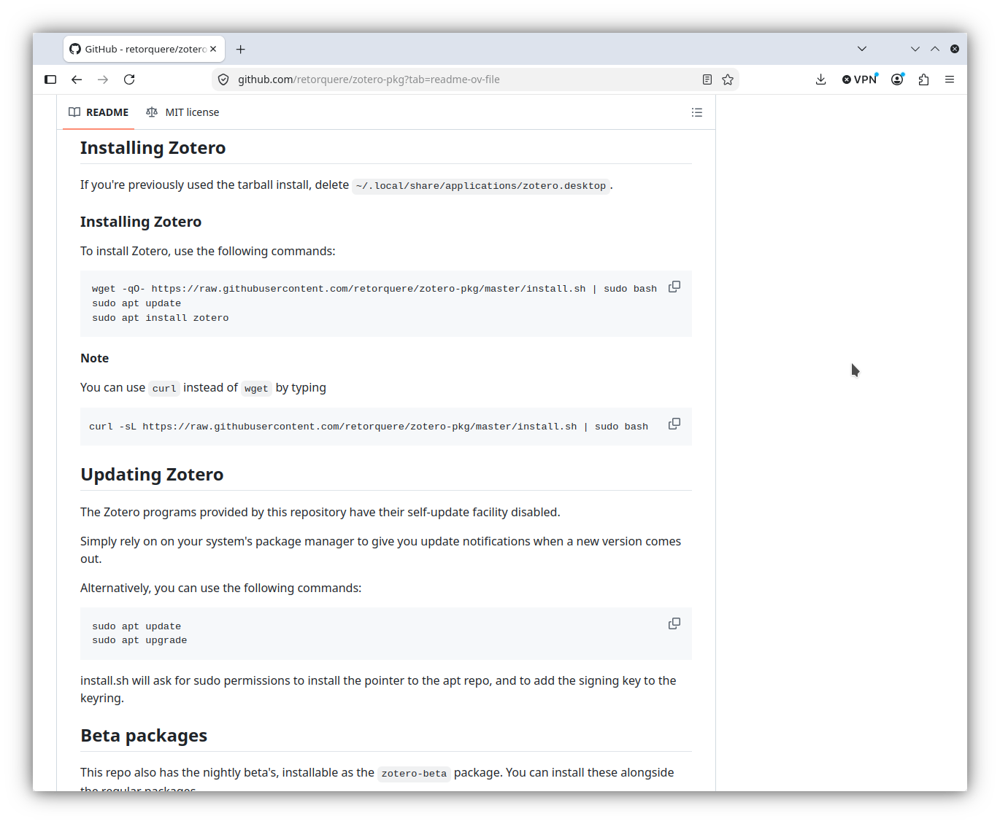 GitHub - retorquere/zotero
github.com/retorquere/zotero-pkg?tab=readme-ov-file
VPN
README
MIT license
Installing Zotero
If you're previously used the tarball install, delete ~/.local/share/applications/zotero.desktop.
Installing Zotero
To install Zotero, use the following commands:
wget -qO- https://raw.githubusercontent.com/retorquere/zotero-pkg/master/install.sh | sudo bash
sudo apt update
sudo apt install zotero
Note
You can use curl instead of wget by typing
curl -sL https://raw.githubusercontent.com/retorquere/zotero-pkg/master/install.sh | sudo bash
Updating Zotero
The Zotero programs provided by this repository have their self-update facility disabled.
Simply rely on on your system's package manager to give you update notifications when a new version comes
out.
Alternatively, you can use the following commands:
sudo apt update
sudo apt upgrade
install.sh will ask for sudo permissions to install the pointer to the apt repo, and to add the signing key to the
keyring.
Beta packages
This repo also has the nightly beta's, installable as the zotero-beta package. You can install these alongside
the regular packages.